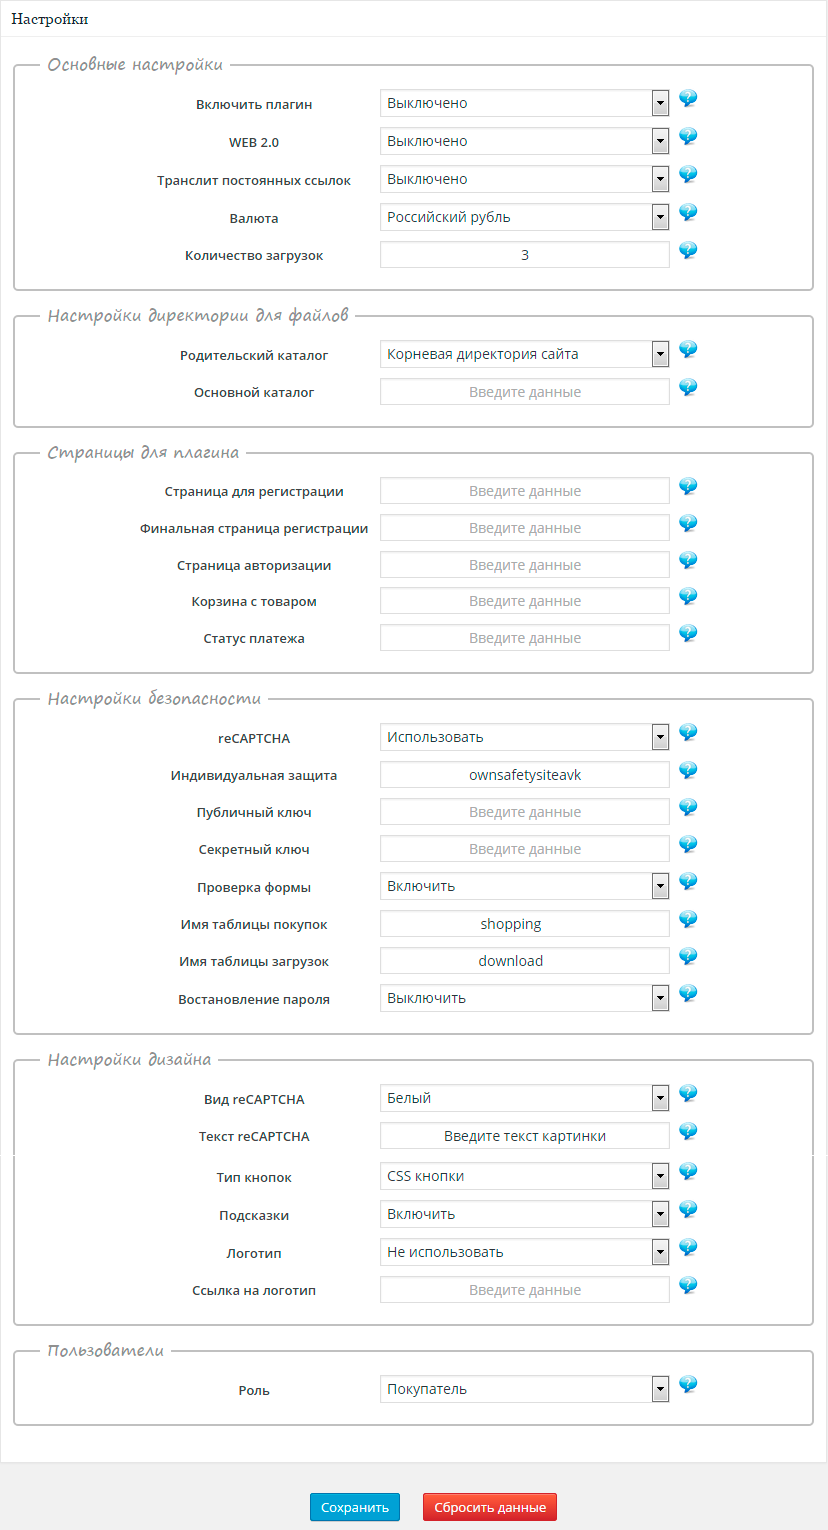 Настройки
Основные настройки
Включить плагин Выключено
WEB 2.0 Выключено
Транслит постоянных ссылок Выключено
Валюта Российский рубль
Количество загрузок 3
Настройки директории для файлов
Родительский каталог Корневая директория сайта
Основной каталог Введите данные
Страницы для плагина
Страница для регистрации Введите данные
Финальная страница регистрации Введите данные
Страница авторизации Введите данные
Корзина с товаром Введите данные
Статус платежа Введите данные
Настройки безопасности
reCAPTCHA Использовать
Индивидуальная защита ownsafetysiteavk
Публичный ключ Введите данные
Секретный ключ Введите данные
Проверка формы Включить
Имя таблицы покупок shopping
Имя таблицы загрузок download
Востановление пароля Выключить
Настройки дизайна
Вид reCAPTCHA Белый
Текст reCAPTCHA Введите текст картинки
Тип кнопок CSS кнопки
Подсказки Включить
Логотип Не использовать
Ссылка на логотип Введите данные
Пользователи
Роль Покупатель
Сохранить Сбросить данные